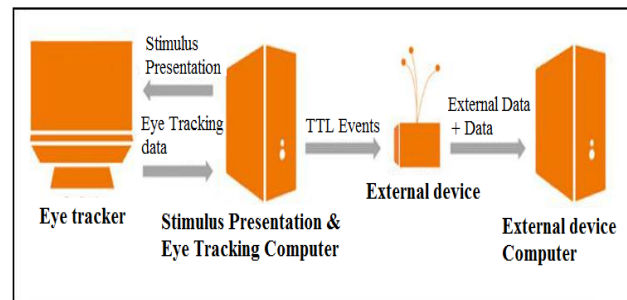 Stimulus
Presentation
Eye Tracking
data
Eye tracker
Stimulus Presentation &
Eye Tracking Computer
TTL Events
External device
External Data
+ Data
External device
Computer